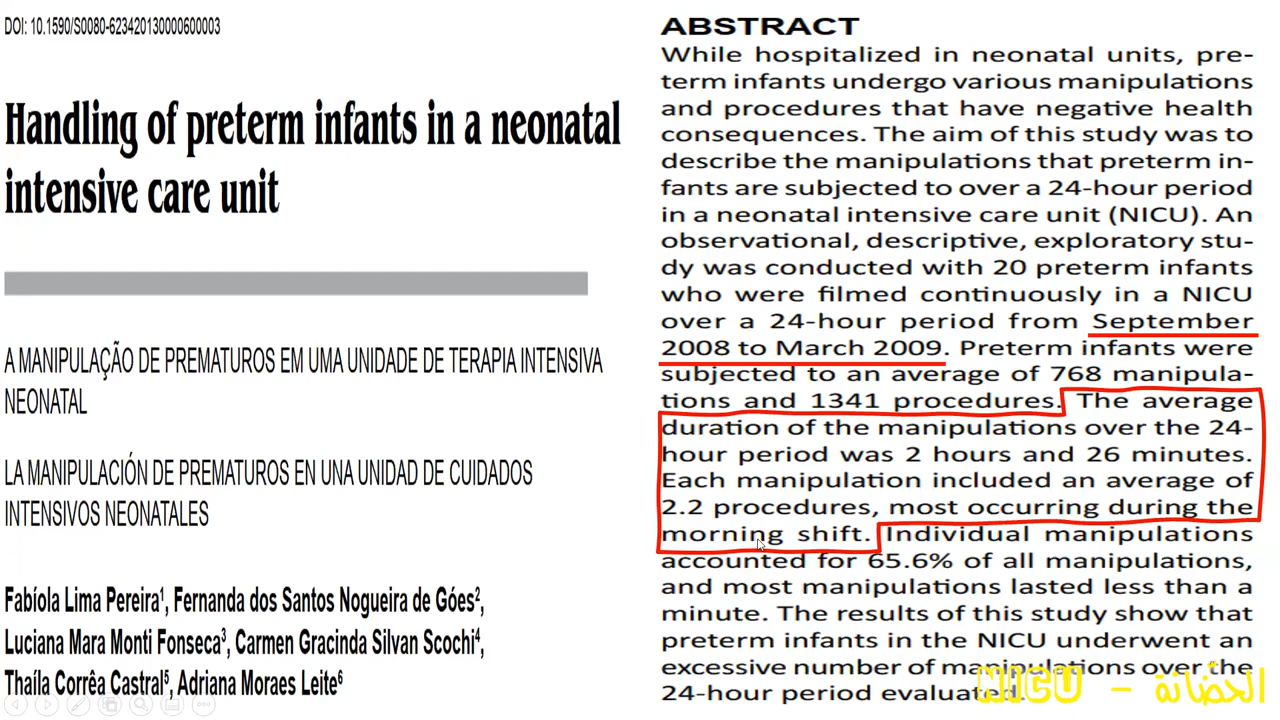 DOI: 10.1590/S0080-623420130000600003
Handling of preterm infants in a neonatal
intensive care unit
A MANIPULAÇÃO DE PREMATUROS EM UMA UNIDADE DE TERAPIA INTENSIVA
NEONATAL
LA MANIPULACIÓN DE PREMATUROS EN UNA UNIDAD DE CUIDADOS
INTENSIVOS NEONATALES
Fabíola Lima Pereira¹, Fernanda dos Santos Nogueira de Góes²,
Luciana Mara Monti Fonseca³, Carmen Gracinda Silvan Scochi⁴,
Thaíla Corrêa Castral⁵, Adriana Moraes Leite⁶
ABSTRACT
While hospitalized in neonatal units, pre-
term infants undergo various manipulations
and procedures that have negative health
consequences. The aim of this study was to
describe the manipulations that preterm in-
fants are subjected to over a 24-hour period
in a neonatal intensive care unit (NICU). An
observational, descriptive, exploratory stu-
dy was conducted with 20 preterm infants
who were filmed continuously in a NICU
over a 24-hour period from September
2008 to March 2009. Preterm infants were
subjected to an average of 768 manipula-
tions and 1341 procedures. The average
duration of the manipulations over the 24-
hour period was 2 hours and 26 minutes.
Each manipulation included an average of
2.2 procedures, most occurring during the
morning shift. Individual manipulations
accounted for 65.6% of all manipulations,
and most manipulations lasted less than a
minute. The results of this study show that
preterm infants in the NICU underwent an
excessive number of manipulations over the
24-hour period evaluated.
NICU – الحضّانة